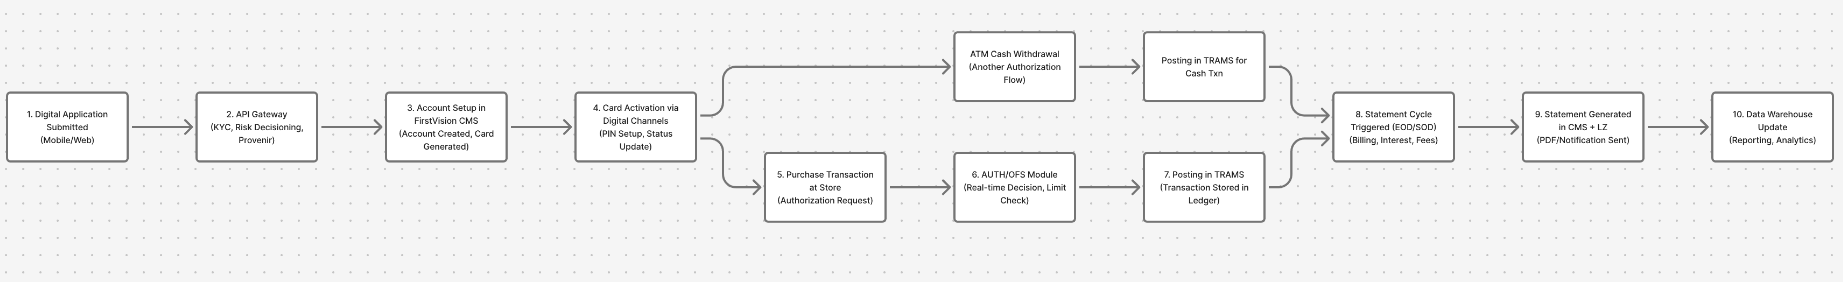 1. Digital Application
Submitted
(Mobile/Web)
2. API Gateway
(KYC, Risk Decisioning,
Provenir)
3. Account Setup in
FirstVision CMS
(Account Created, Card
Generated)
4. Card Activation via
Digital Channels
(PIN Setup, Status
Update)
ATM Cash Withdrawal
(Another Authorization
Flow)
Posting in TRAMS for
Cash Txn
5. Purchase Transaction
at Store
(Authorization Request)
6. AUTH/OFS Module
(Real-time Decision, Limit
Check)
7. Posting in TRAMS
(Transaction Stored in
Ledger)
8. Statement Cycle
Triggered (EOD/SOD)
(Billing, Interest, Fees)
9. Statement Generated
in CMS + LZ
(PDF/Notification Sent)
10. Data Warehouse
Update
(Reporting, Analytics)